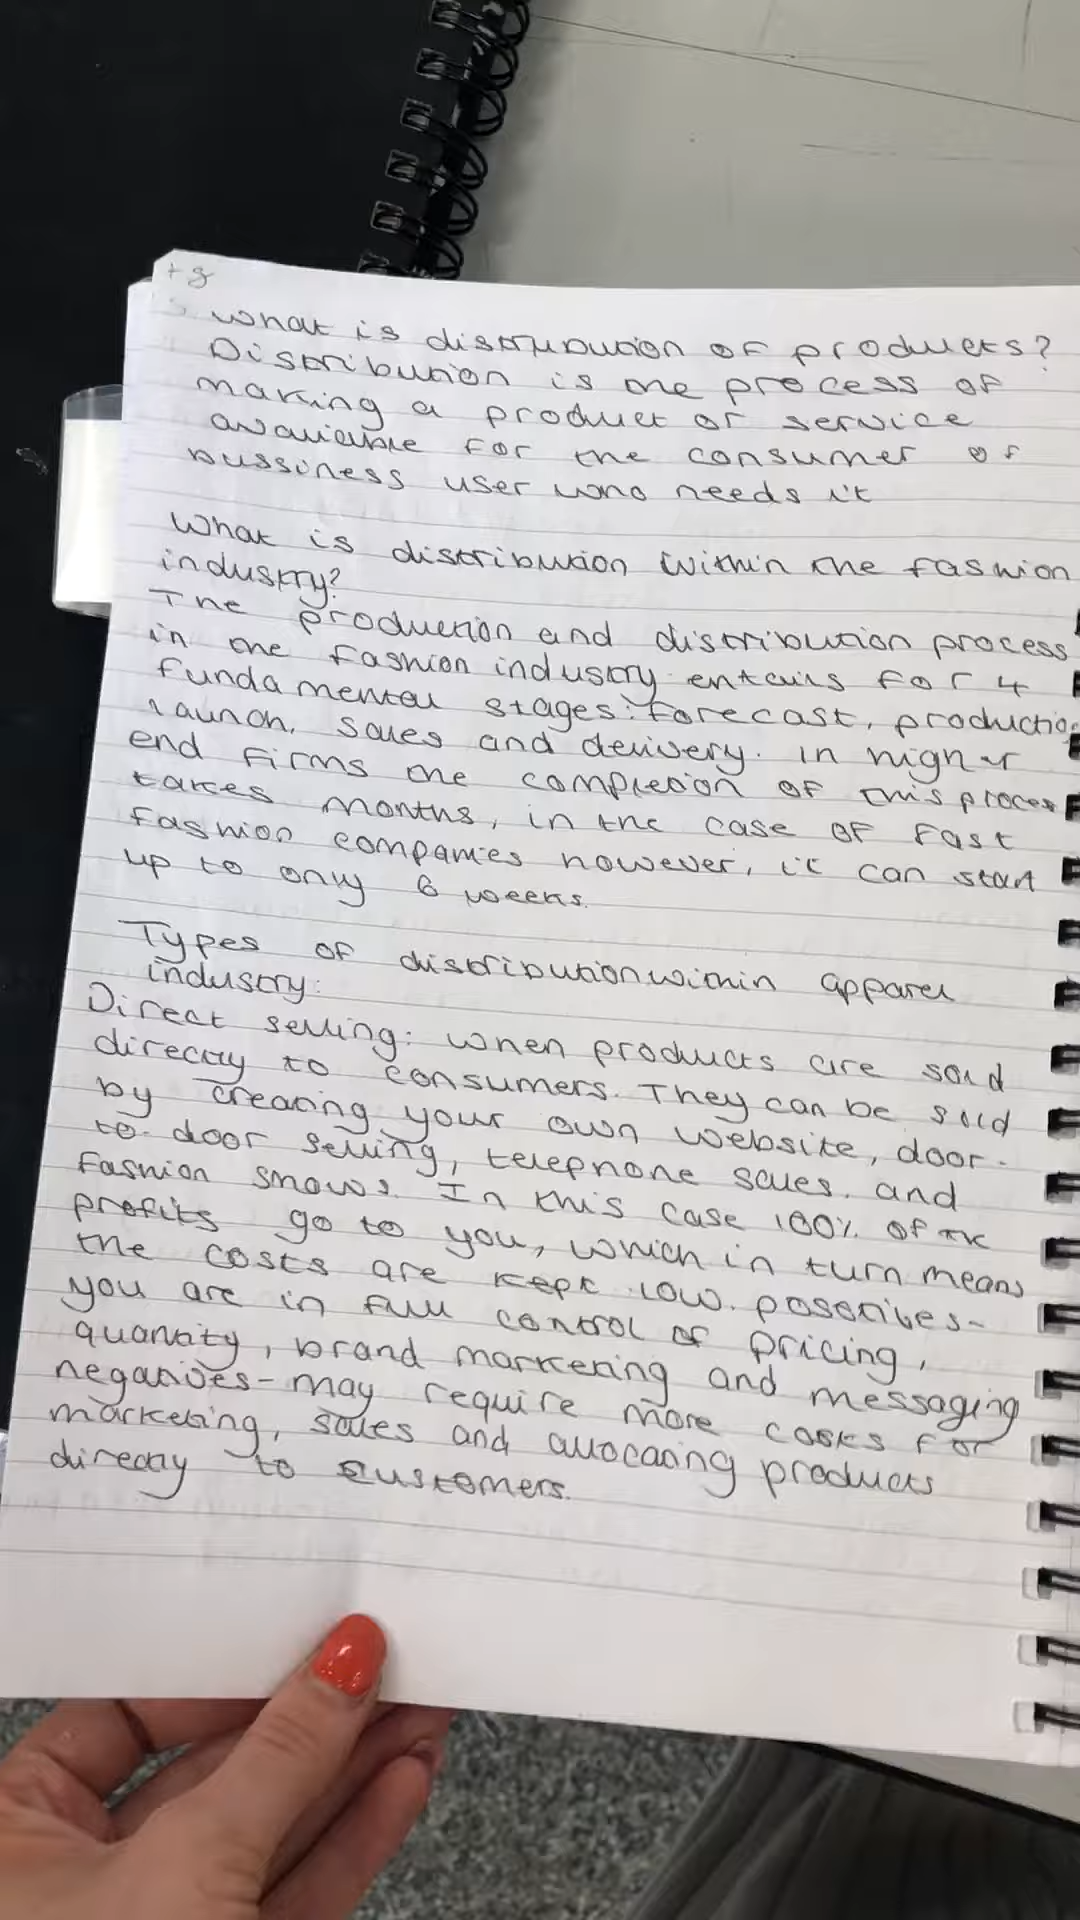 +8
What is distribution of products?
Distribution is the process of
making a product or service
available for the consumer or
bussiness user who needs it
What is distribution within the fashion
industry?
The production and distribution process
in the fashion industry entails for 4
fundamental stages: forecast, production
launch, sales and delivery. in higher
end firms the completion of this proces
takes months, in the case of fast
fashion companies however, it can start
up to only 6 weeks.
Types of distribution within apparel
industry:
Direct selling: when products are sold
directly to consumers. They can be sold
by creating your own website, door-
to-door selling, telephone sales. and
fashion shows. In this case 100% of the
profits go to you, which in turn means
the costs are kept low. posotives-
you are in full control of pricing,
quantity, brand marketing and messaging
negatives- may require more costs for
marketing, sales and allocating products
directly to customers.